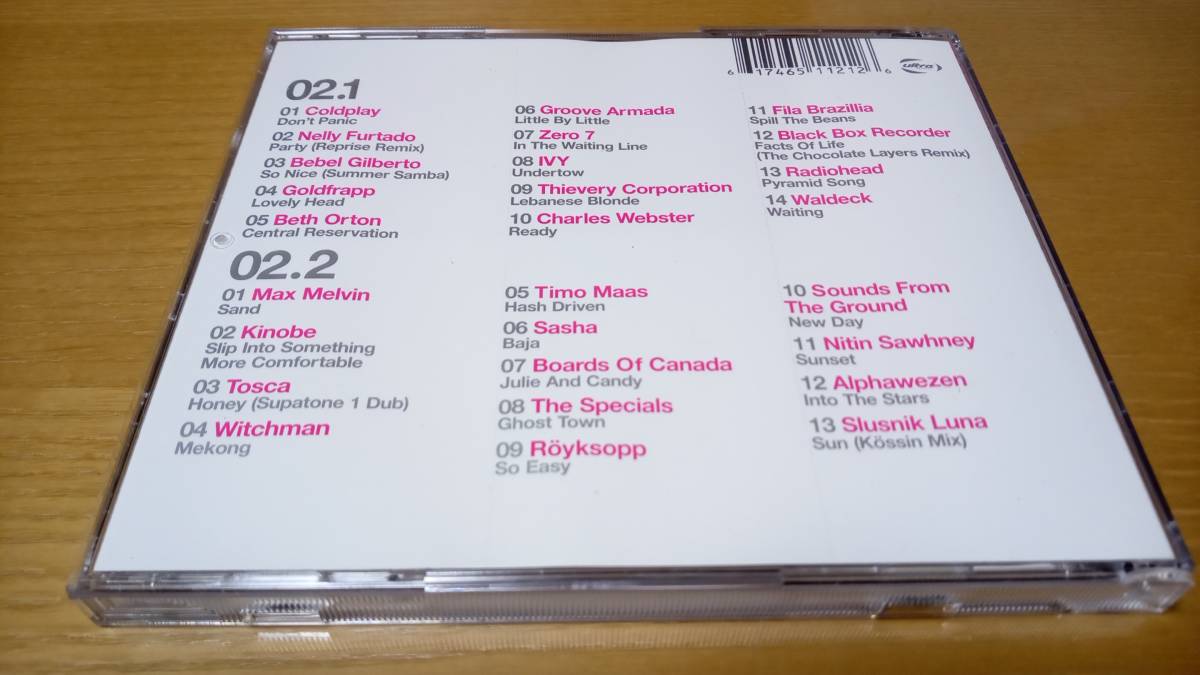 6 17465 11212 6
ultra
02.1
01 Coldplay
Don't Panic
02 Nelly Furtado
Party (Reprise Remix)
03 Bebel Gilberto
So Nice (Summer Samba)
04 Goldfrapp
Lovely Head
05 Beth Orton
Central Reservation
06 Groove Armada
Little By Little
07 Zero 7
In The Waiting Line
08 IVY
Undertow
09 Thievery Corporation
Lebanese Blonde
10 Charles Webster
Ready
11 Fila Brazillia
Spill The Beans
12 Black Box Recorder
Facts Of Life
(The Chocolate Layers Remix)
13 Radiohead
Pyramid Song
14 Waldeck
Waiting
02.2
01 Max Melvin
Sand
02 Kinobe
Slip Into Something
More Comfortable
03 Tosca
Honey (Supatone 1 Dub)
04 Witchman
Mekong
05 Timo Maas
Hash Driven
06 Sasha
Baja
07 Boards Of Canada
Julie And Candy
08 The Specials
Ghost Town
09 Röyksopp
So Easy
10 Sounds From
The Ground
New Day
11 Nitin Sawhney
Sunset
12 Alphawezen
Into The Stars
13 Slusnik Luna
Sun (Kössin Mix)